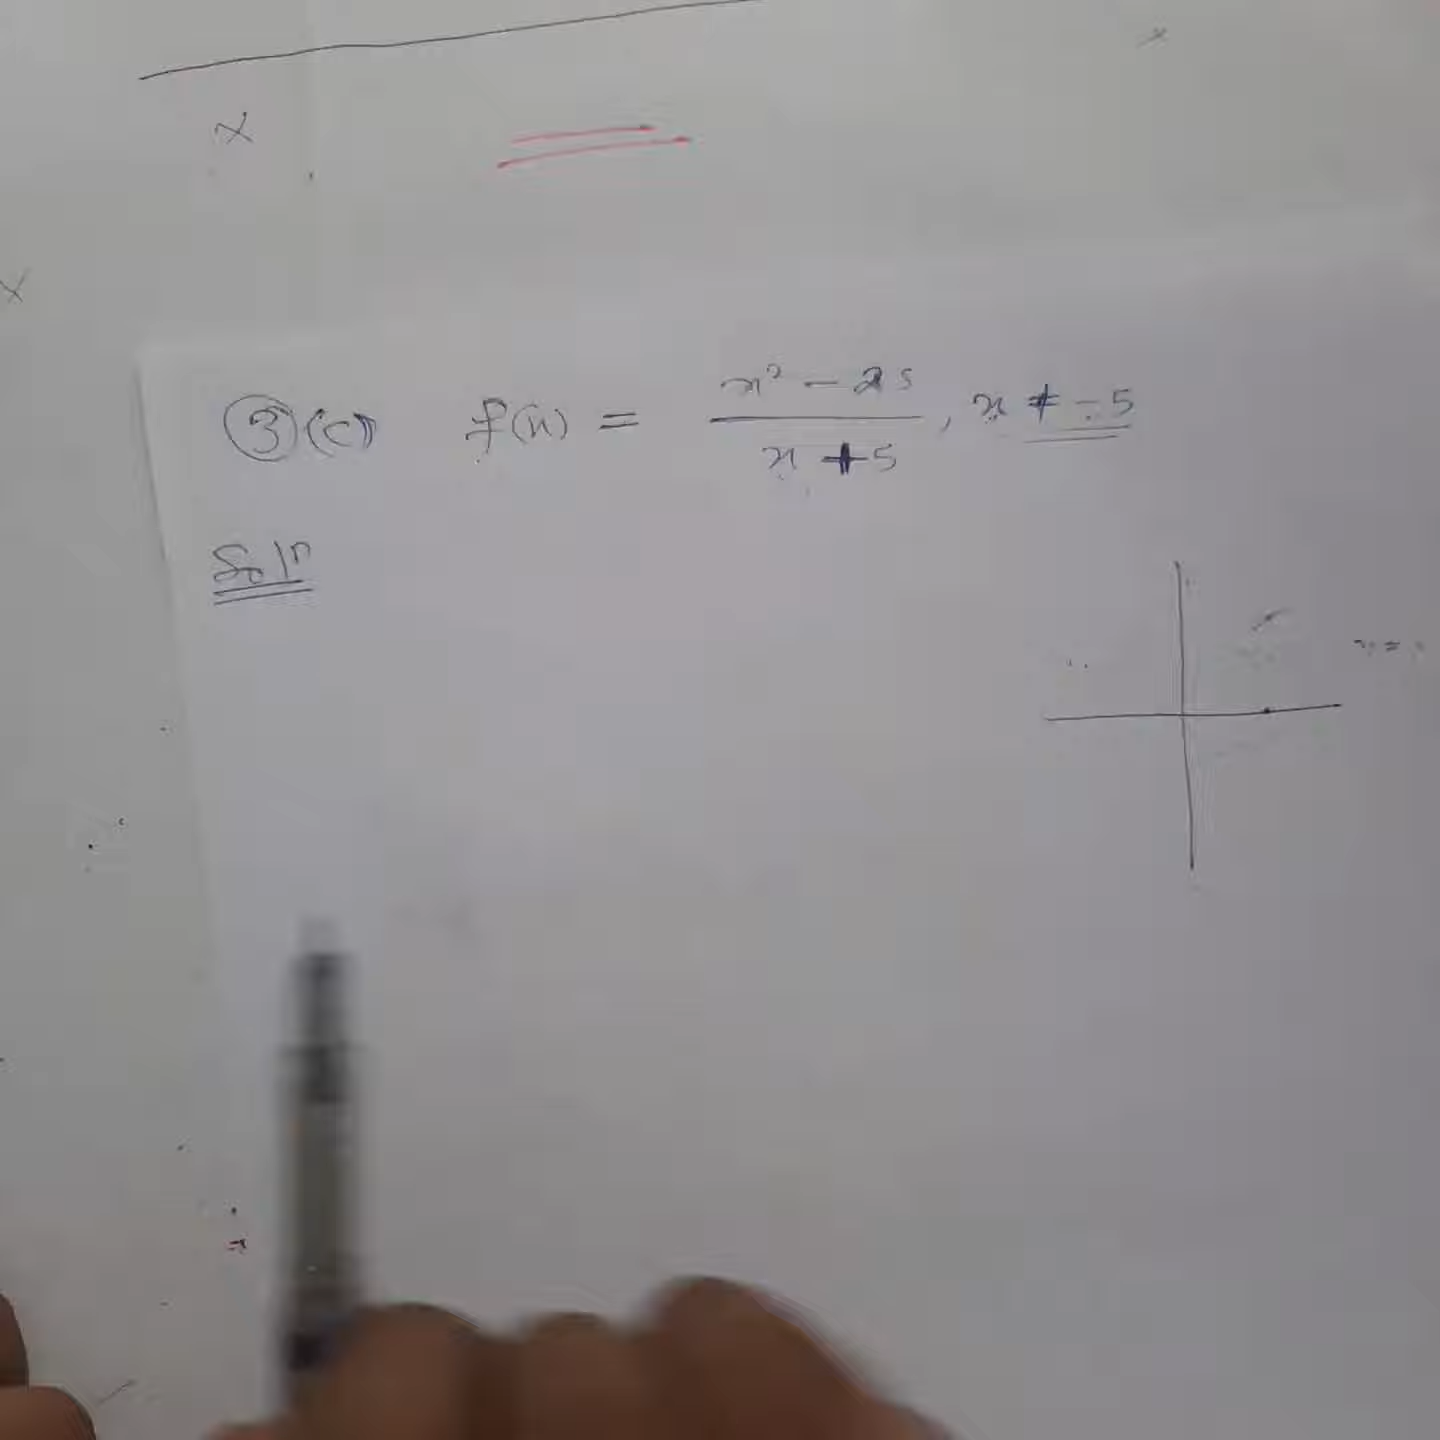 x
x
③(c) f(x) = x² - 25 / x + 5, x ≠ -5
Solⁿ